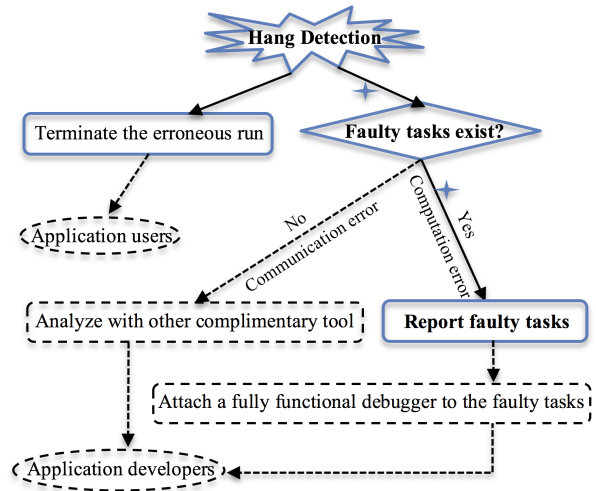 Hang Detection
Terminate the erroneous run
Faulty tasks exist?
Application users
No
Communication error
Yes
Computation error
Analyze with other complimentary tool
Report faulty tasks
Attach a fully functional debugger to the faulty tasks
Application developers